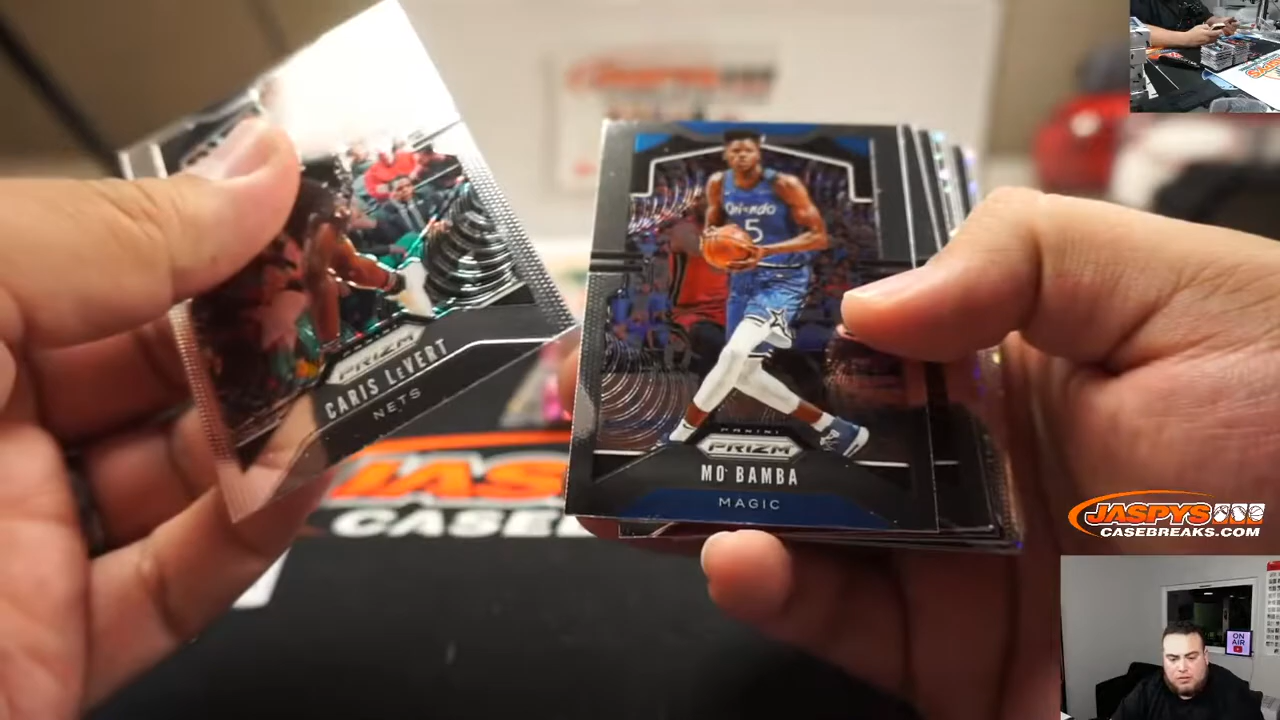 PRIZM
CARIS LEVERT
NETS
Orlando
5
PANINI
PRIZM
MO BAMBA
MAGIC
JASPYS
CASEBREAKS.COM
ON
AIR